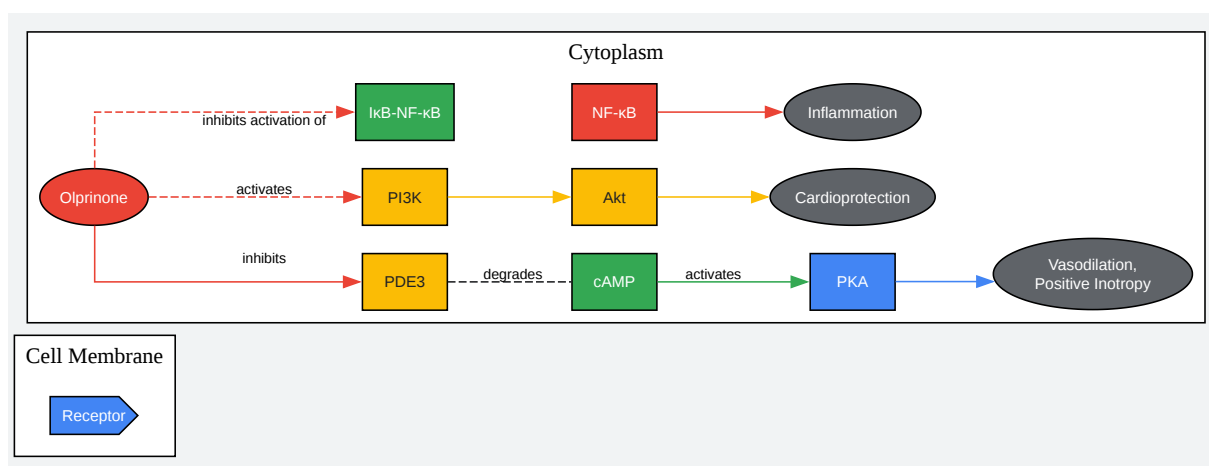 Cytoplasm
inhibits activation of
IκB-NF-κB
NF-κB
Inflammation
Olprinone
activates
PI3K
Akt
Cardioprotection
inhibits
PDE3
degrades
cAMP
activates
PKA
Vasodilation,
Positive Inotropy
Cell Membrane
Receptor